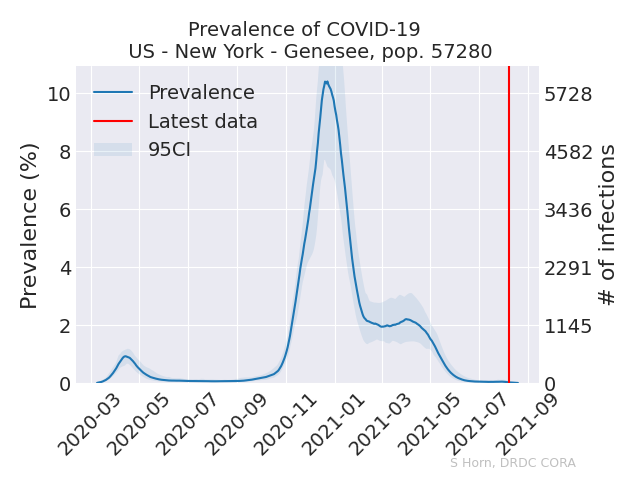 Prevalence of COVID-19
US - New York - Genesee, pop. 57280
Prevalence
Latest data
95CI
Prevalence (%)
10
8
6
4
2
0
5728
4582
3436
2291
1145
0
# of infections
2020-03
2020-05
2020-07
2020-09
2020-11
2021-01
2021-03
2021-05
2021-07
2021-09
S Horn, DRDC CORA